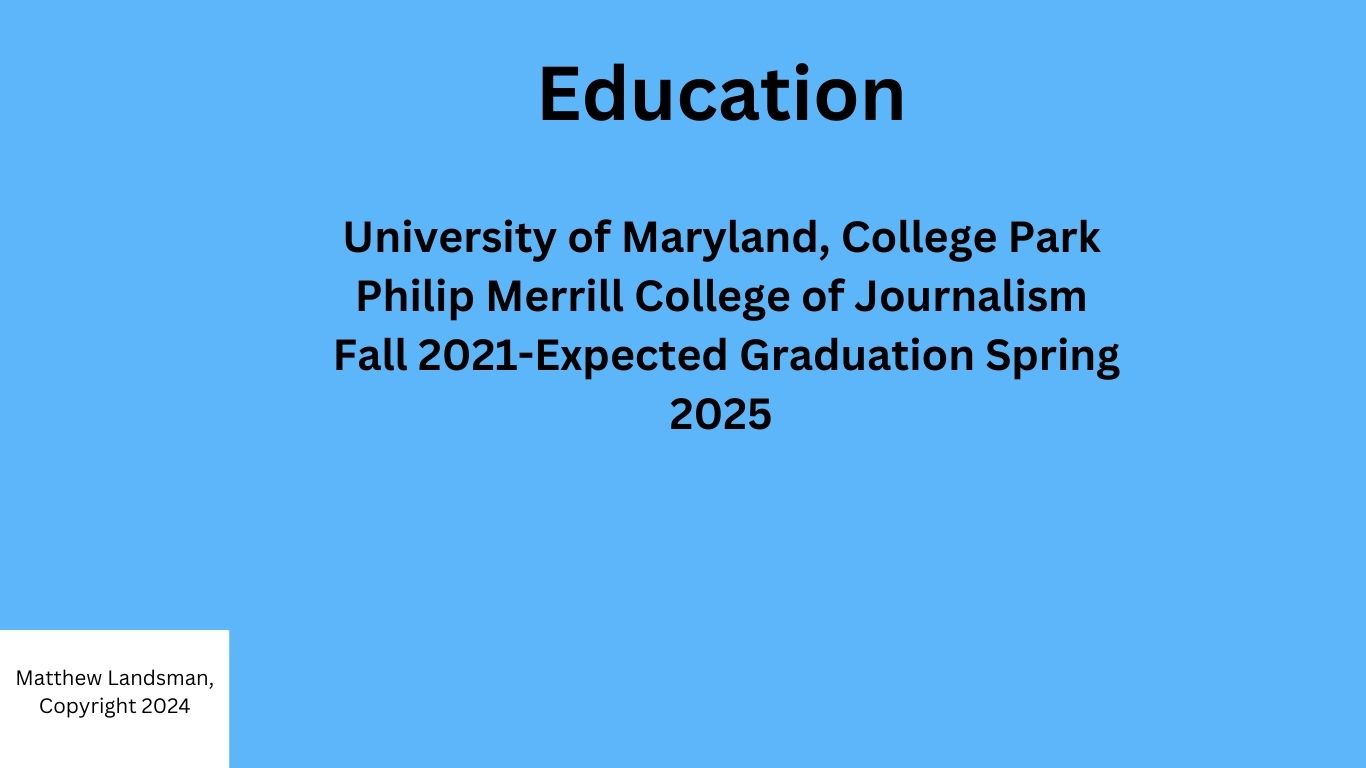 Education
University of Maryland, College Park
Philip Merrill College of Journalism
Fall 2021-Expected Graduation Spring
2025
Matthew Landsman,
Copyright 2024